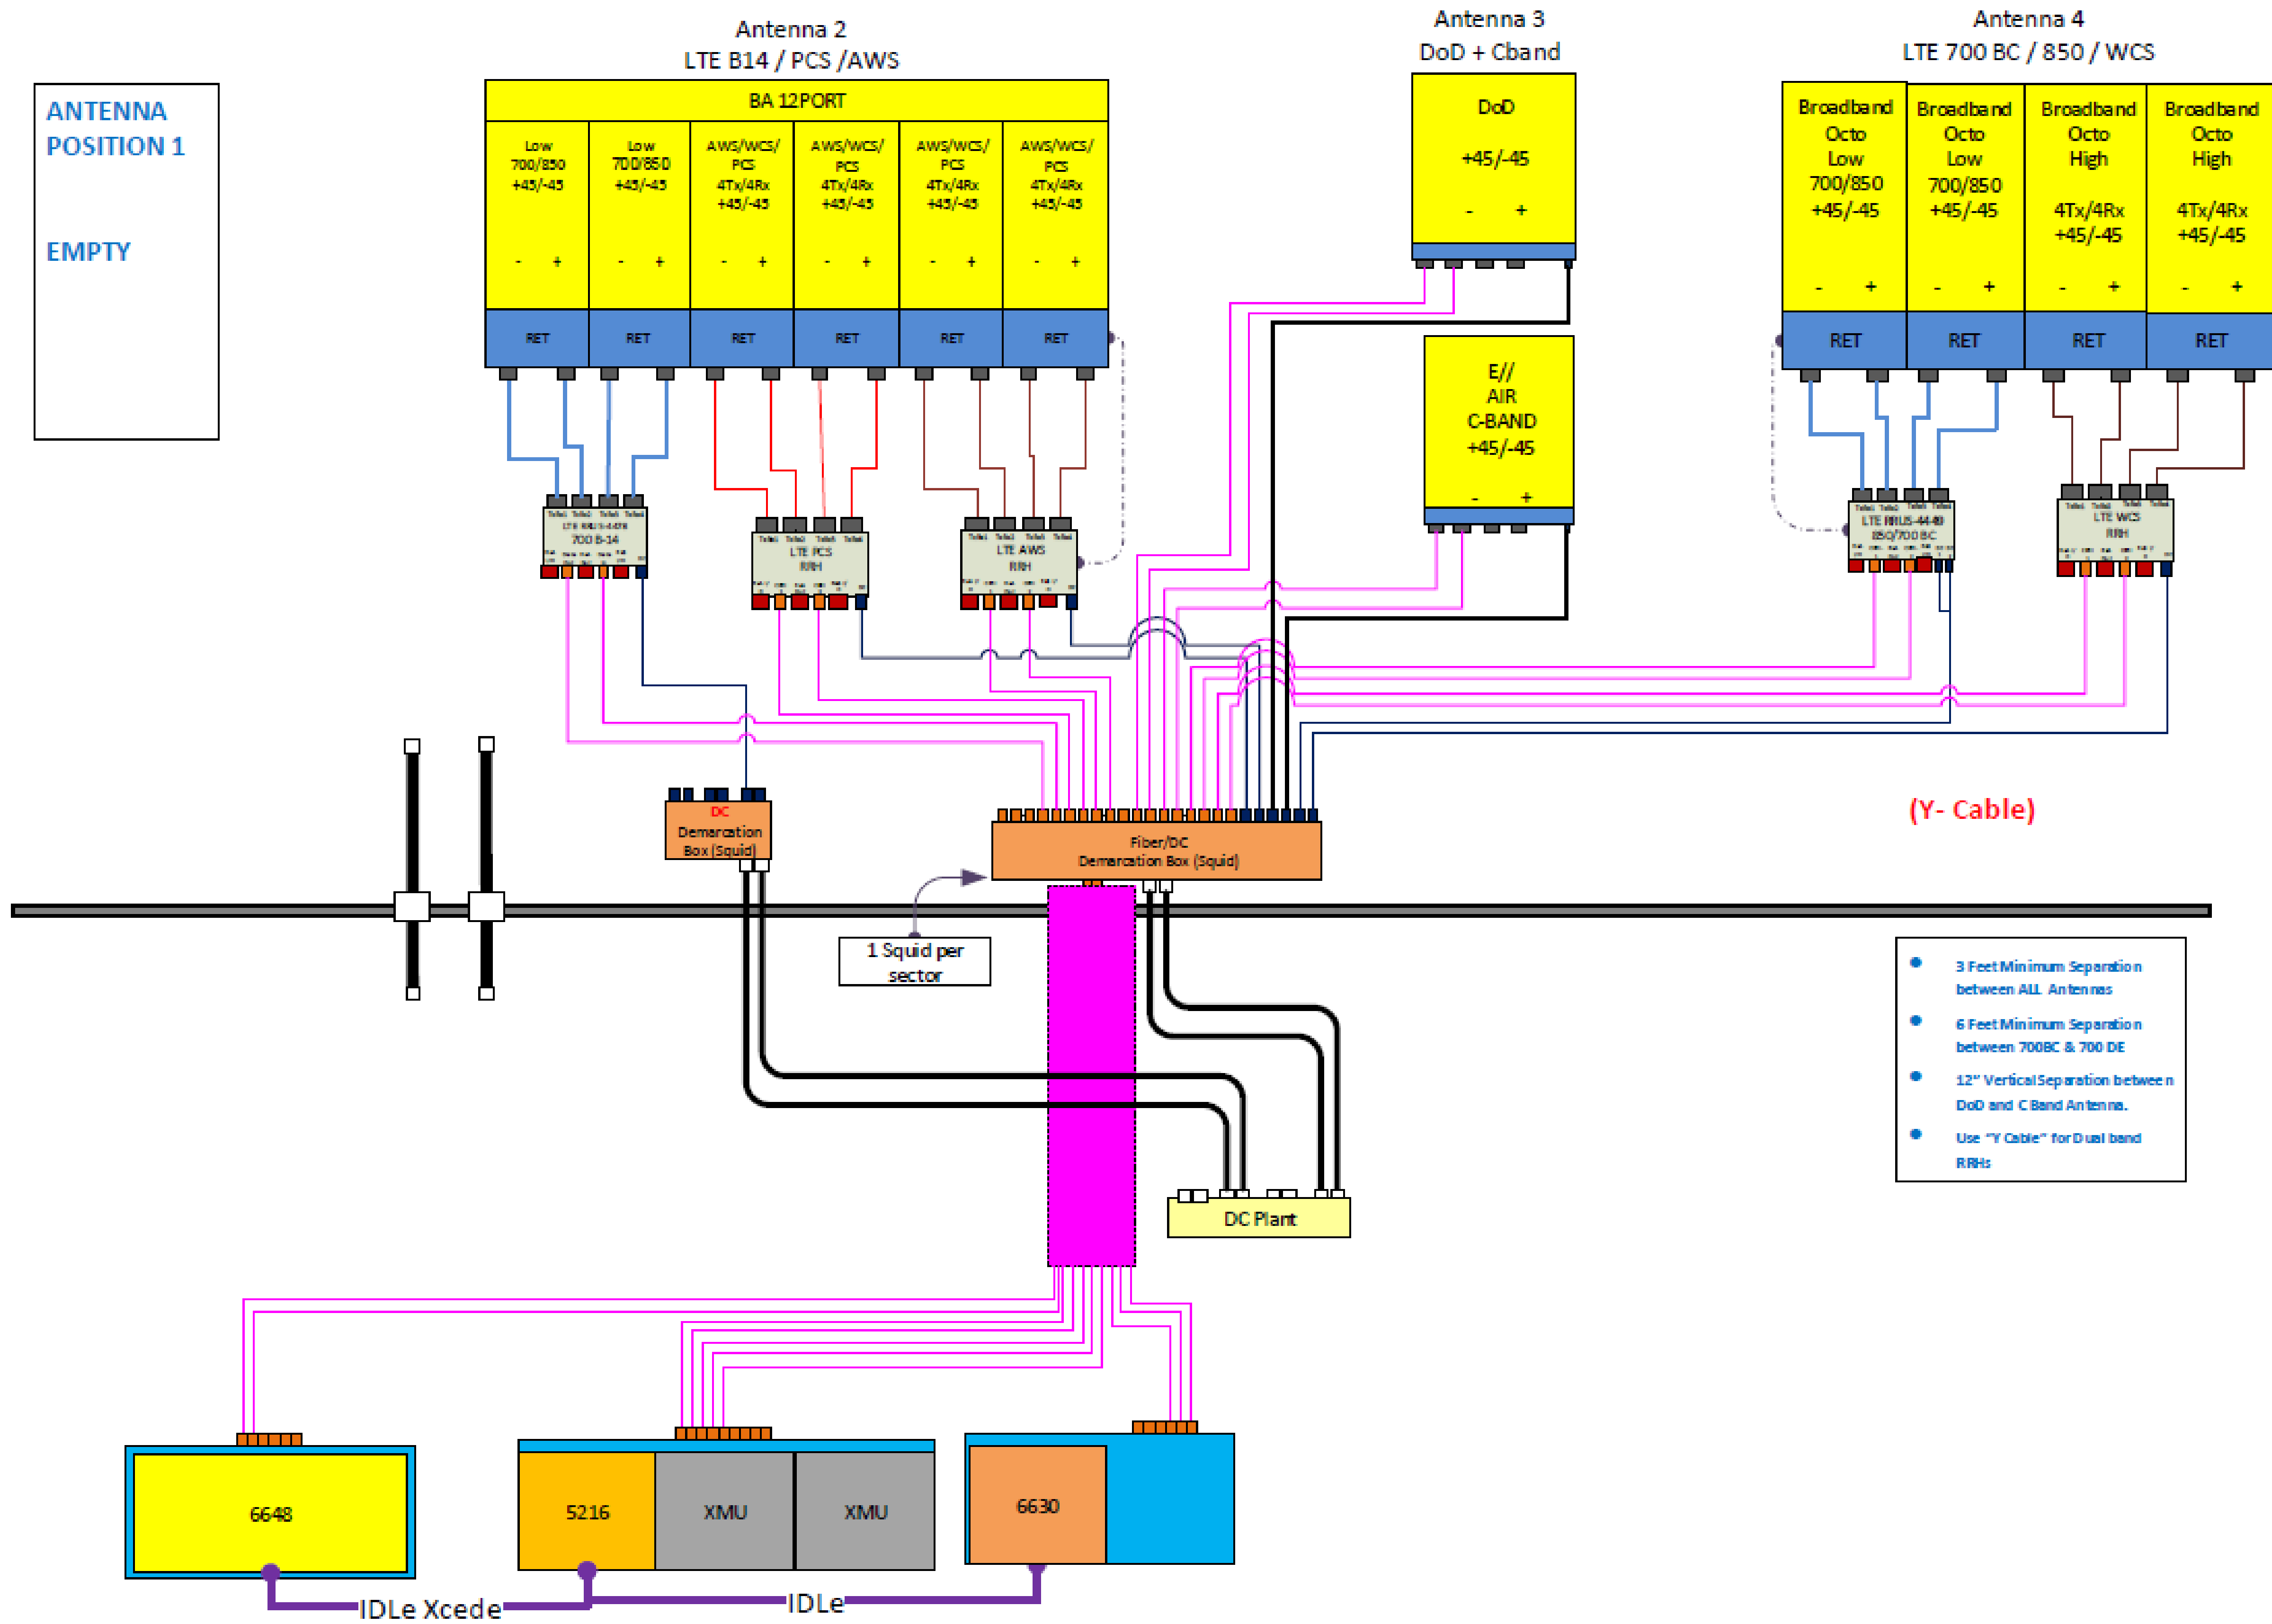 Antenna 2
LTE B14 / PCS /AWS
Antenna 3
DoD + Cband
Antenna 4
LTE 700 BC / 850 / WCS
ANTENNA
POSITION 1
EMPTY
BA 12PORT
Low
700/850
+45/-45
- +
Low
700/850
+45/-45
- +
AWS/WCS/
PCS
4Tx/4Rx
+45/-45
- +
AWS/WCS/
PCS
4Tx/4Rx
+45/-45
- +
AWS/WCS/
PCS
4Tx/4Rx
+45/-45
- +
AWS/WCS/
PCS
4Tx/4Rx
+45/-45
- +
RET
RET
RET
RET
RET
RET
DoD
+45/-45
- +
E//
AIR
C-BAND
+45/-45
- +
Broadband
Octo
Low
700/850
+45/-45
- +
Broadband
Octo
Low
700/850
+45/-45
- +
Broadband
Octo
High
4Tx/4Rx
+45/-45
- +
Broadband
Octo
High
4Tx/4Rx
+45/-45
- +
RET
RET
RET
RET
700 B-14
LTE PCS
RRH
LTE AWS
RRH
LTE RRUS-4449
850/700 BC
LTE WCS
RRH
DC
Demarcation
Box (Squid)
Fiber/DC
Demarcation Box (Squid)
(Y- Cable)
1 Squid per
sector
3 Feet Minimum Separation
between ALL Antennas
6 Feet Minimum Separation
between 700BC & 700 DE
12" Vertical Separation between
DoD and C Band Antenna.
Use "Y Cable" for Dual band
RRHs
DC Plant
6648
5216
XMU
XMU
6630
IDLe Xcede
IDLe